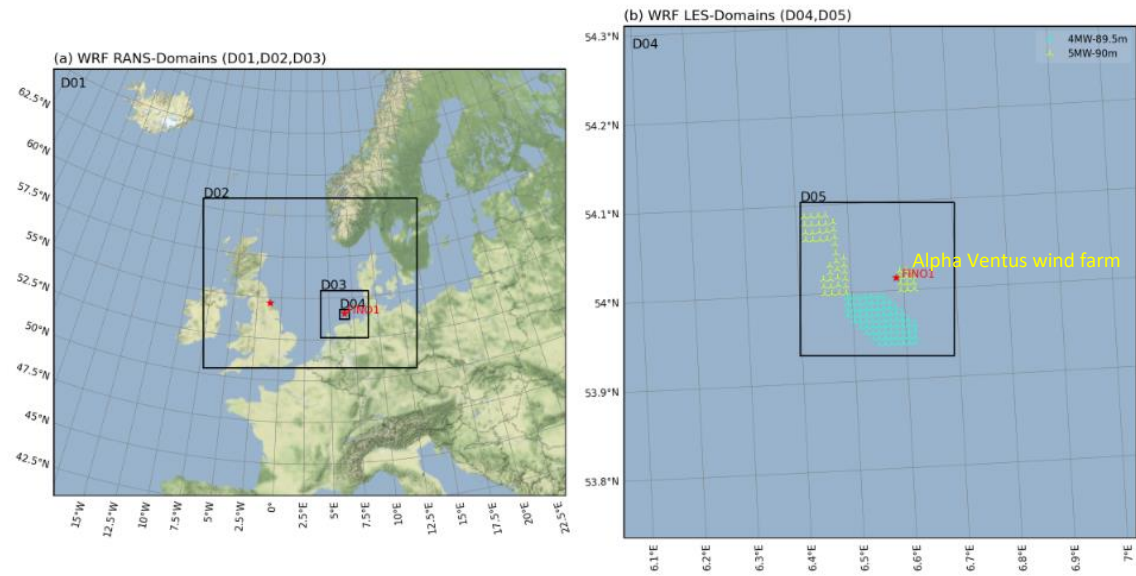 (a) WRF RANS-Domains (D01,D02,D03)
D01
D02
D03
D04
FINO1
62.5°N
60°N
57.5°N
55°N
52.5°N
50°N
47.5°N
45°N
42.5°N
15°W
12.5°W
10°W
7.5°W
5°W
2.5°W
0°
2.5°E
5°E
7.5°E
10°E
12.5°E
15°E
17.5°E
20°E
22.5°E
(b) WRF LES-Domains (D04,D05)
D04
4MW-89.5m
5MW-90m
D05
Alpha Ventus wind farm
FINO1
54.3°N
54.2°N
54.1°N
54°N
53.9°N
53.8°N
6.1°E
6.2°E
6.3°E
6.4°E
6.5°E
6.6°E
6.7°E
6.8°E
6.9°E
7°E